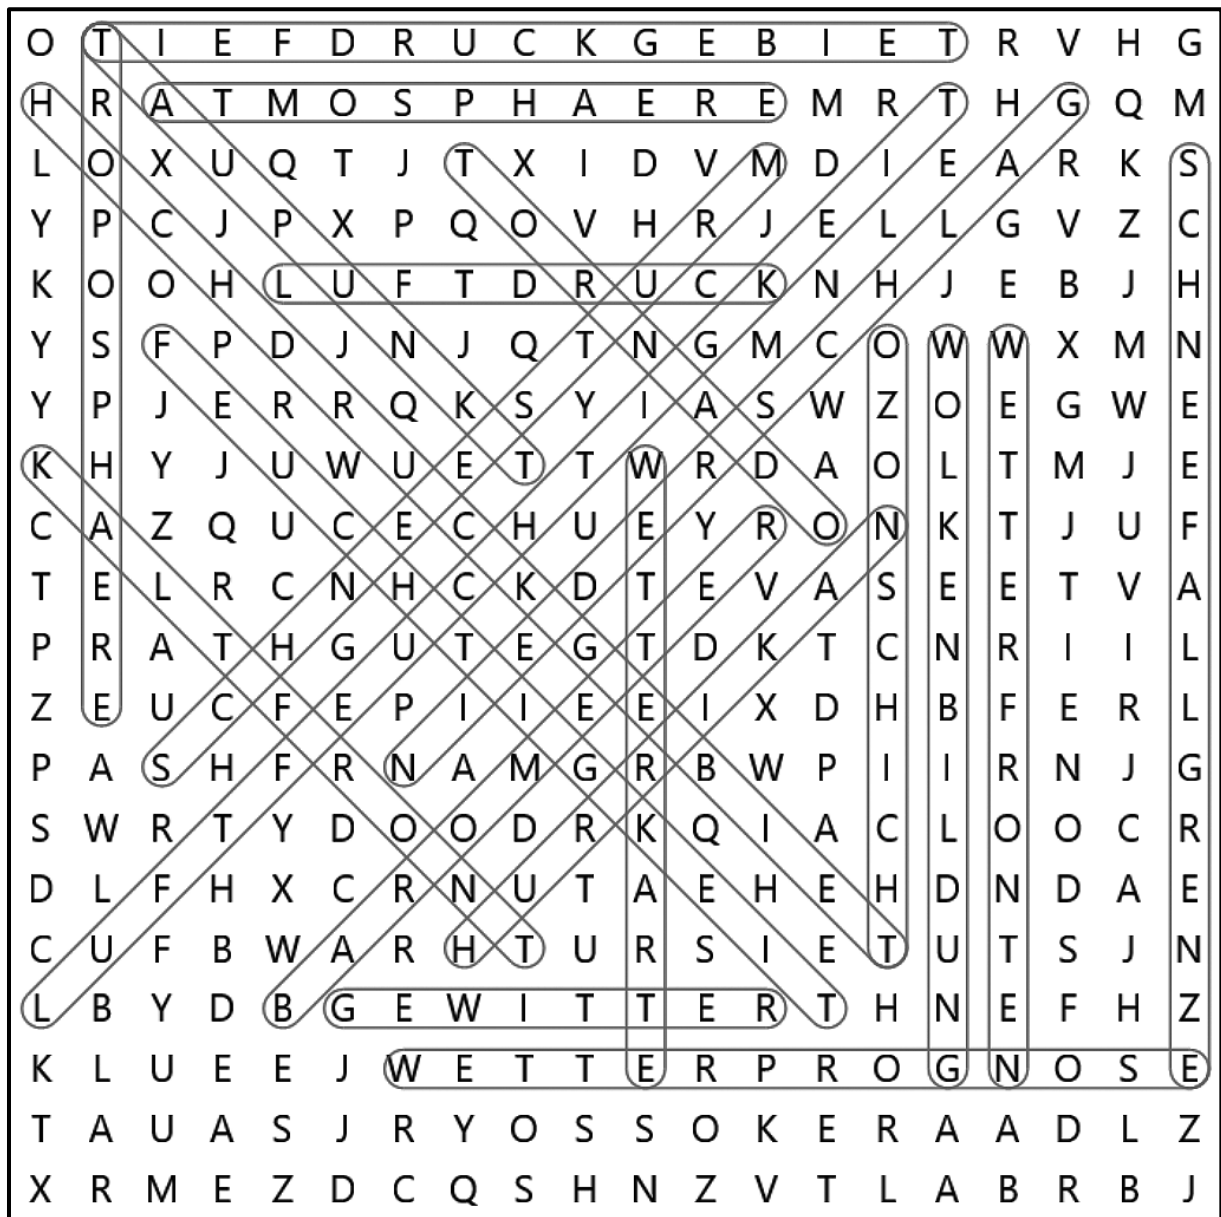 O T I E F D R U C K G E B I E T R V H G
H R A T M O S P H A E R E M R T H G Q M
L O X U Q T J T X I D V M D I E A R K S
Y P C J P X P Q O V H R J E L L G V Z C
K O O H L U F T D R U C K N H J E B J H
Y S F P D J N J Q T N G M C O W W X M N
Y P J E R R Q K S Y I A S W Z O E G W E
K H Y J U W U E T T W R D A O L T M J E
C A Z Q U C E C H U E Y R O N K T J U F
T E L R C N H C K D T E V A S E E T V A
P R A T H G U T E G T D K T C N R I I L
Z E U C F E P I I E E I X D H B F E R L
P A S H F R N A M G R B W P I I R N J G
S W R T Y D O O D R K Q I A C L O O C R
D L F H X C R N U T A E H E H D N D A E
C U F B W A R H T U R S I E T U T S J N
L B Y D B G E W I T T E R T H N E F H Z
K L U E E J W E T T E R P R O G N O S E
T A U A S J R Y O S S O K E R A A D L Z
X R M E Z D C Q S H N Z V T L A B R B J